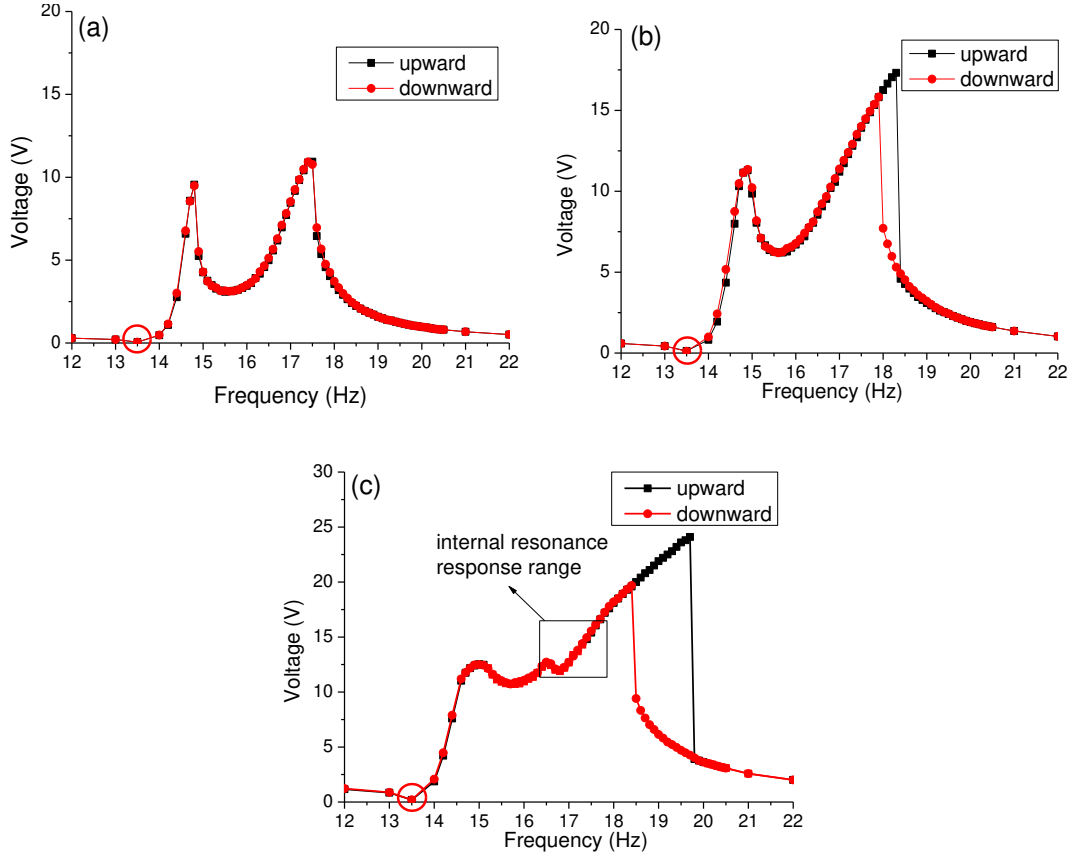 (a)
upward
downward
20
15
10
5
0
Voltage (V)
12 13 14 15 16 17 18 19 20 21 22
Frequency (Hz)
(b)
upward
downward
20
15
10
5
0
Voltage (V)
12 13 14 15 16 17 18 19 20 21 22
Frequency (Hz)
(c)
upward
downward
internal resonance
response range
30
25
20
15
10
5
0
Voltage (V)
12 13 14 15 16 17 18 19 20 21 22
Frequency (Hz)